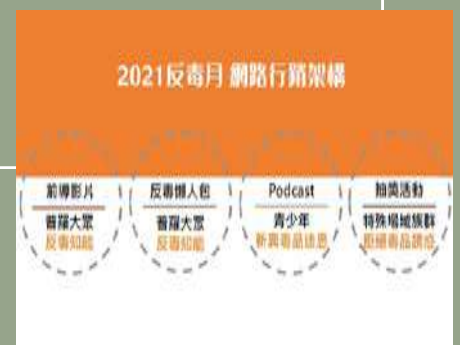 2021反毒月 網路行銷架構
前導影片
普羅大眾
反毒知能
反毒懶人包
普羅大眾
反毒知能
Podcast
青少年
新興毒品訊息
抽獎活動
特殊場域族群
拒絕毒品誘惑